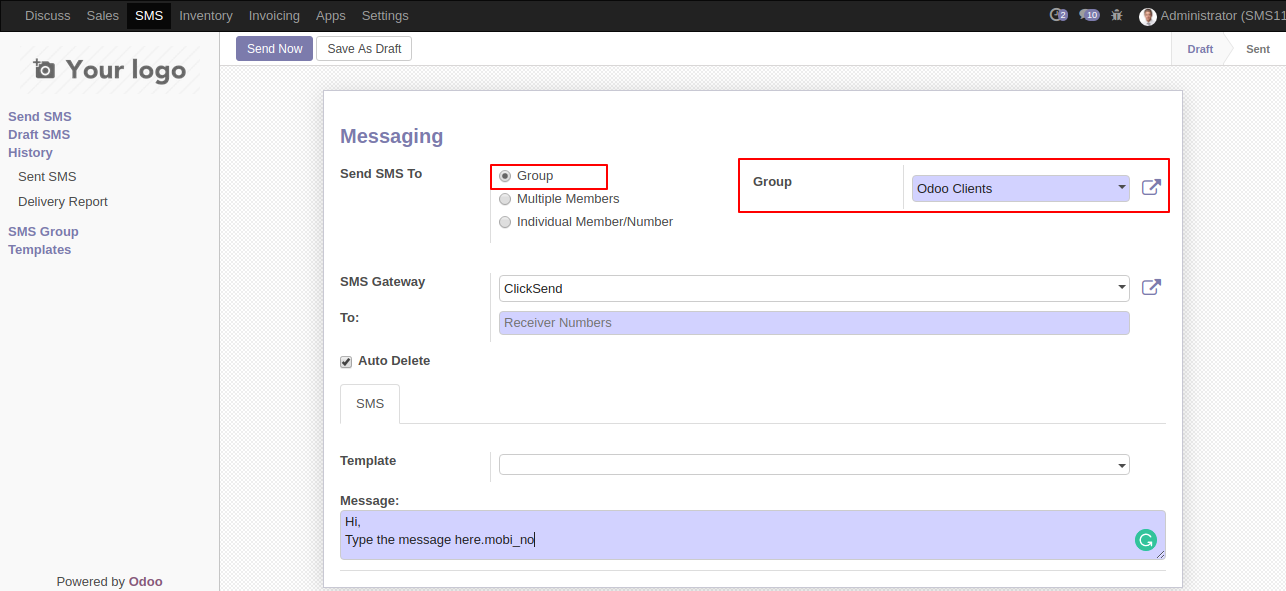 Discuss Sales SMS Inventory Invoicing Apps Settings 2 10 Administrator (SMS11
Send Now Save As Draft Draft Sent
Your logo
Send SMS
Draft SMS
History
Sent SMS
Delivery Report
SMS Group
Templates
Powered by Odoo
Messaging
Send SMS To Group Group Odoo Clients
Multiple Members
Individual Member/Number
SMS Gateway ClickSend
To: Receiver Numbers
Auto Delete
SMS
Template
Message:
Hi,
Type the message here.mobi_no